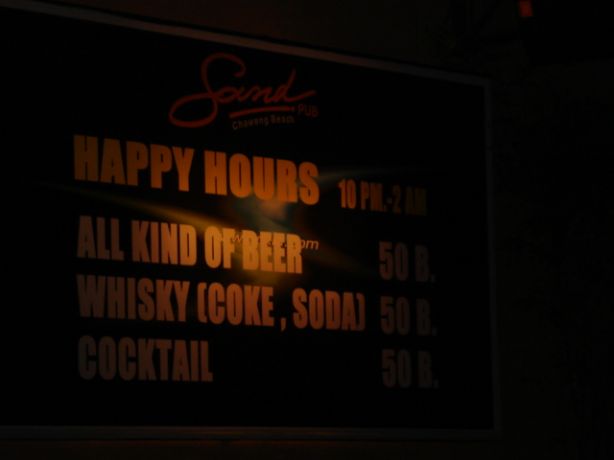 Sand PUB
Chaweng Beach
HAPPY HOURS 10 PM.-2 AM
ALL KIND OF BEER 50 B.
WHISKY (COKE , SODA) 50 B.
COCKTAIL 50 B.